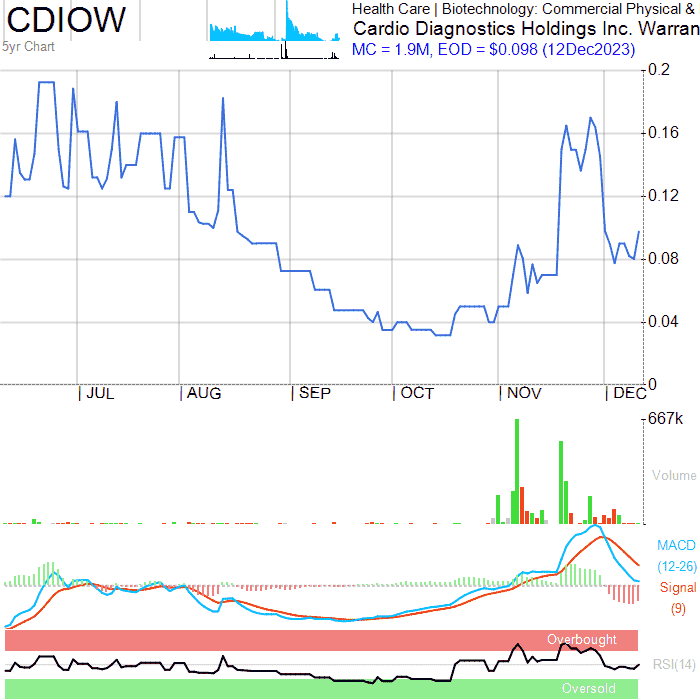 CDIOW
5yr Chart
Health Care | Biotechnology: Commercial Physical &
Cardio Diagnostics Holdings Inc. Warran
MC = 1.9M, EOD = $0.098 (12Dec2023)
0.2
0.16
0.12
0.08
0.04
0
| JUL | AUG | SEP | OCT | NOV | DEC
667k
Volume
MACD
(12-26)
Signal
(9)
Overbought
RSI(14)
Oversold